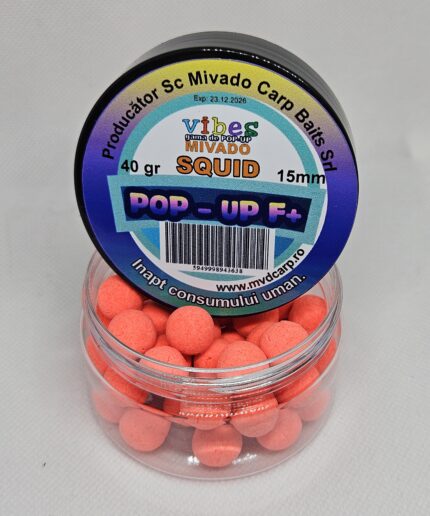 Producător Sc Mivado Carp Baits Srl
Exp: 23.12.2026
vibes
gama de POP-UP
MIVADO
40 gr
SQUID
15mm
POP - UP F+
5949998943638
www.mvdcarp.ro
Inapt consumului uman.